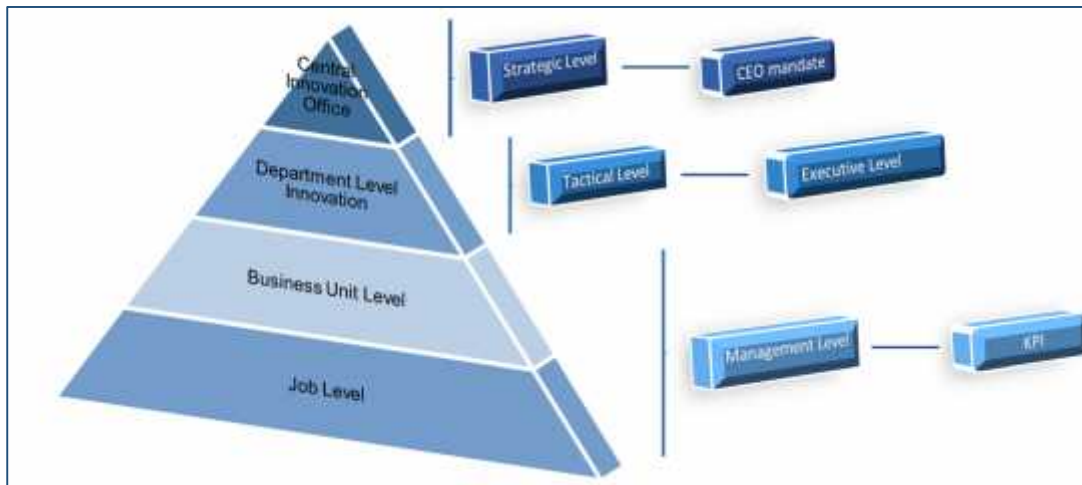 Central
Innovation
Office
Strategic Level
CEO mandate
Department Level
Innovation
Tactical Level
Executive Level
Business Unit Level
Management Level
KPI
Job Level